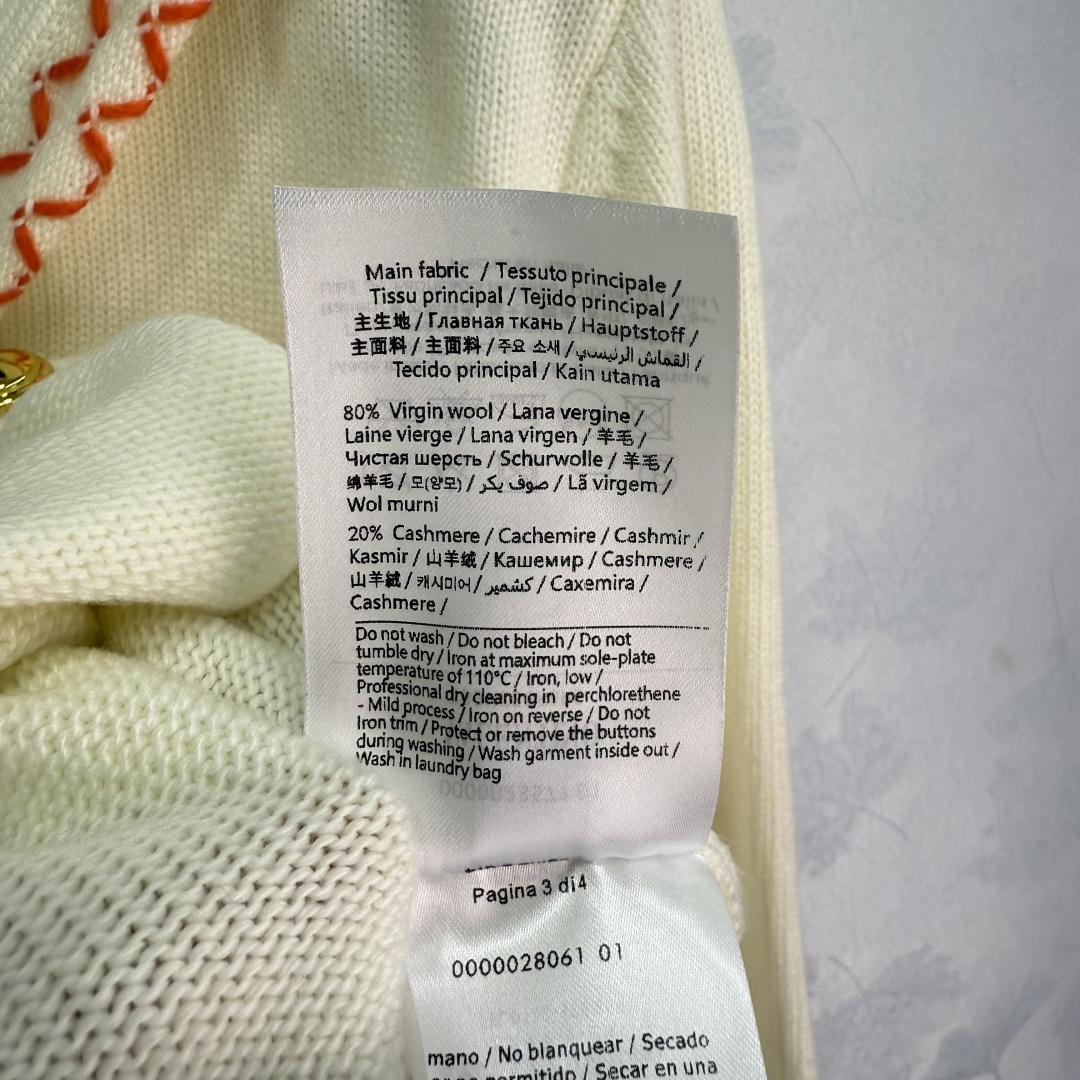 Main fabric / Tessuto principale /
Tissu principal / Tejido principal /
主生地 / Главная ткань / Hauptstoff /
主面料 / 主面料 / 주요 소새 / القماش الرئيسي /
Tecido principal / Kain utama
80% Virgin wool / Lana vergine /
Laine vierge / Lana virgen / 羊毛 /
Чистая шерсть / Schurwolle / 羊毛 /
绵羊毛 / 모(양모) / صوف بكر / Lã virgem /
Wol murni
20% Cashmere / Cachemire / Cashmir /
Kasmir / 山羊绒 / Кашемир / Cashmere /
山羊絨 / 캐시미어 / كشمير / Caxemira /
Cashmere /
Do not wash / Do not bleach / Do not
tumble dry / Iron at maximum sole-plate
temperature of 110°C / Iron, low /
Professional dry cleaning in perchlorethene
- Mild process / Iron on reverse / Do not
Iron trim / Protect or remove the buttons
during washing / Wash garment inside out /
Wash in laundry bag
Pagina 3 di4
0000028061 01
mano / No blanquear / Secado
permitido / Secar en una